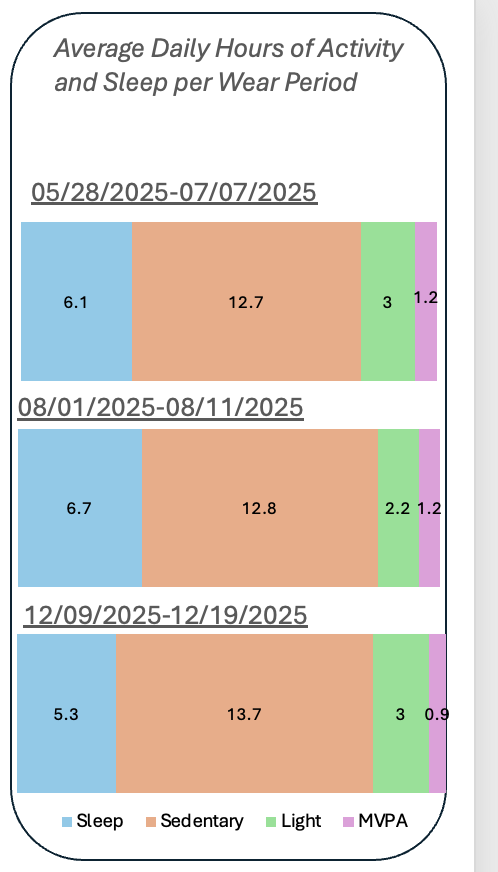 Average Daily Hours of Activity
and Sleep per Wear Period
05/28/2025-07/07/2025
6.1 12.7 3 1.2
08/01/2025-08/11/2025
6.7 12.8 2.2 1.2
12/09/2025-12/19/2025
5.3 13.7 3 0.9
Sleep Sedentary Light MVPA